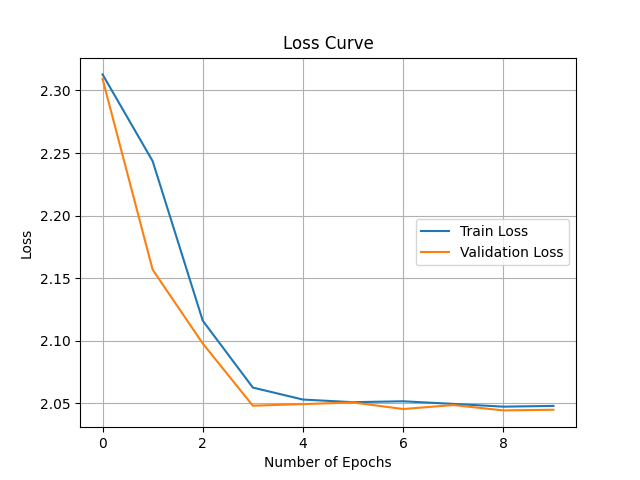 Loss Curve
2.30
2.25
2.20
2.15
2.10
2.05
Loss
Train Loss
Validation Loss
0 2 4 6 8
Number of Epochs